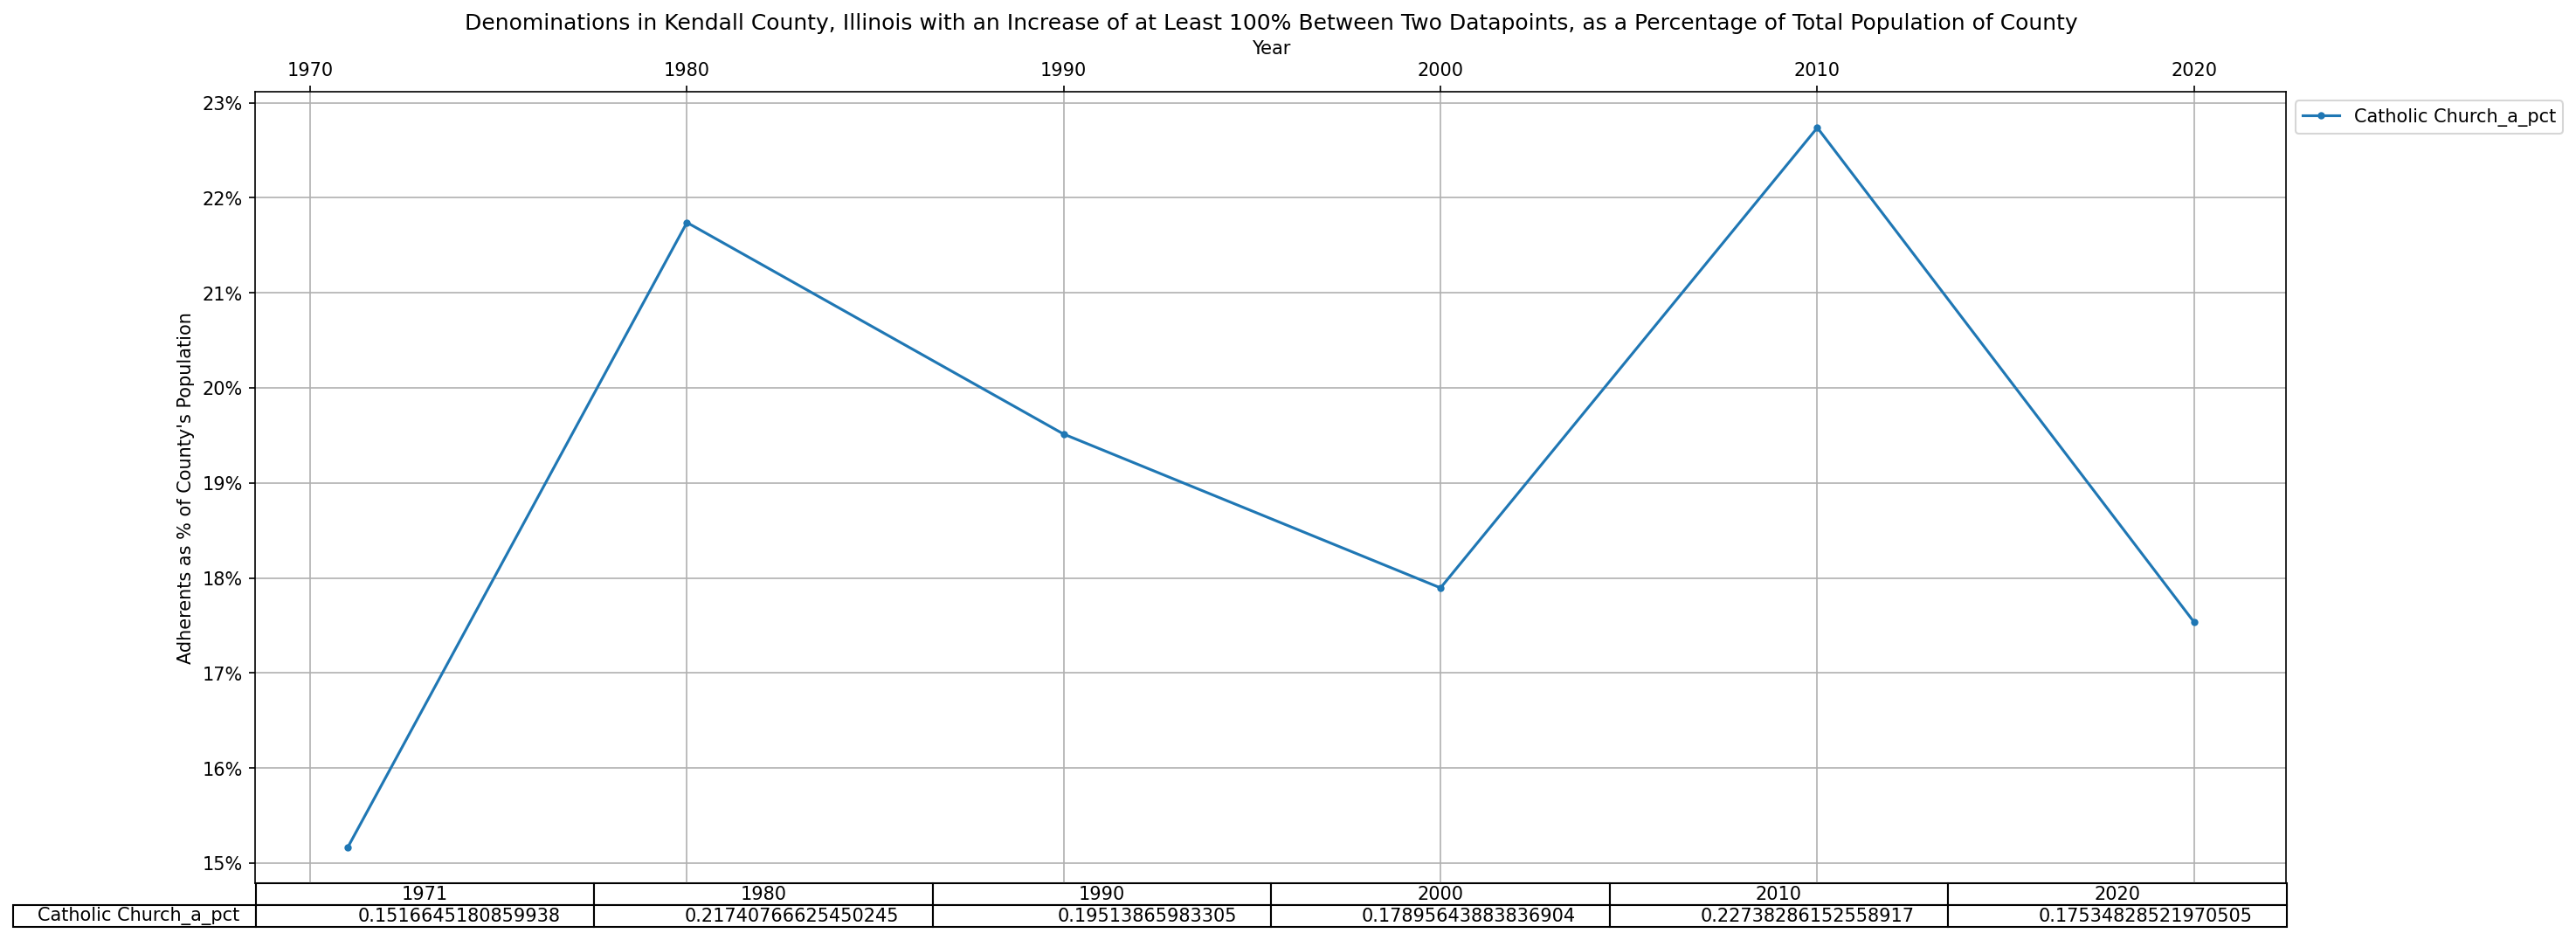 Denominations in Kendall County, Illinois with an Increase of at Least 100% Between Two Datapoints, as a Percentage of Total Population of County
Year
1970 1980 1990 2000 2010 2020
Catholic Church_a_pct
23%
22%
21%
20%
19%
18%
17%
16%
15%
Adherents as % of County's Population
1971 1980 1990 2000 2010 2020
Catholic Church_a_pct 0.1516645180859938 0.21740766625450245 0.19513865983305 0.17895643883836904 0.22738286152558917 0.17534828521970505